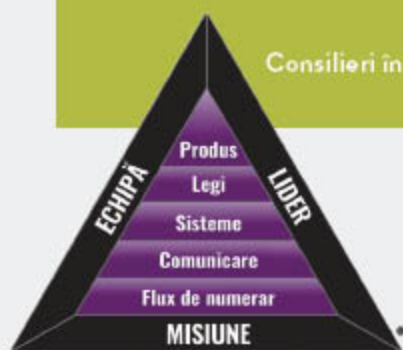 Consilieri în
Produs
Legi
Sisteme
Comunicare
Flux de numerar
ECHIPĂ
LIDER
MISIUNE